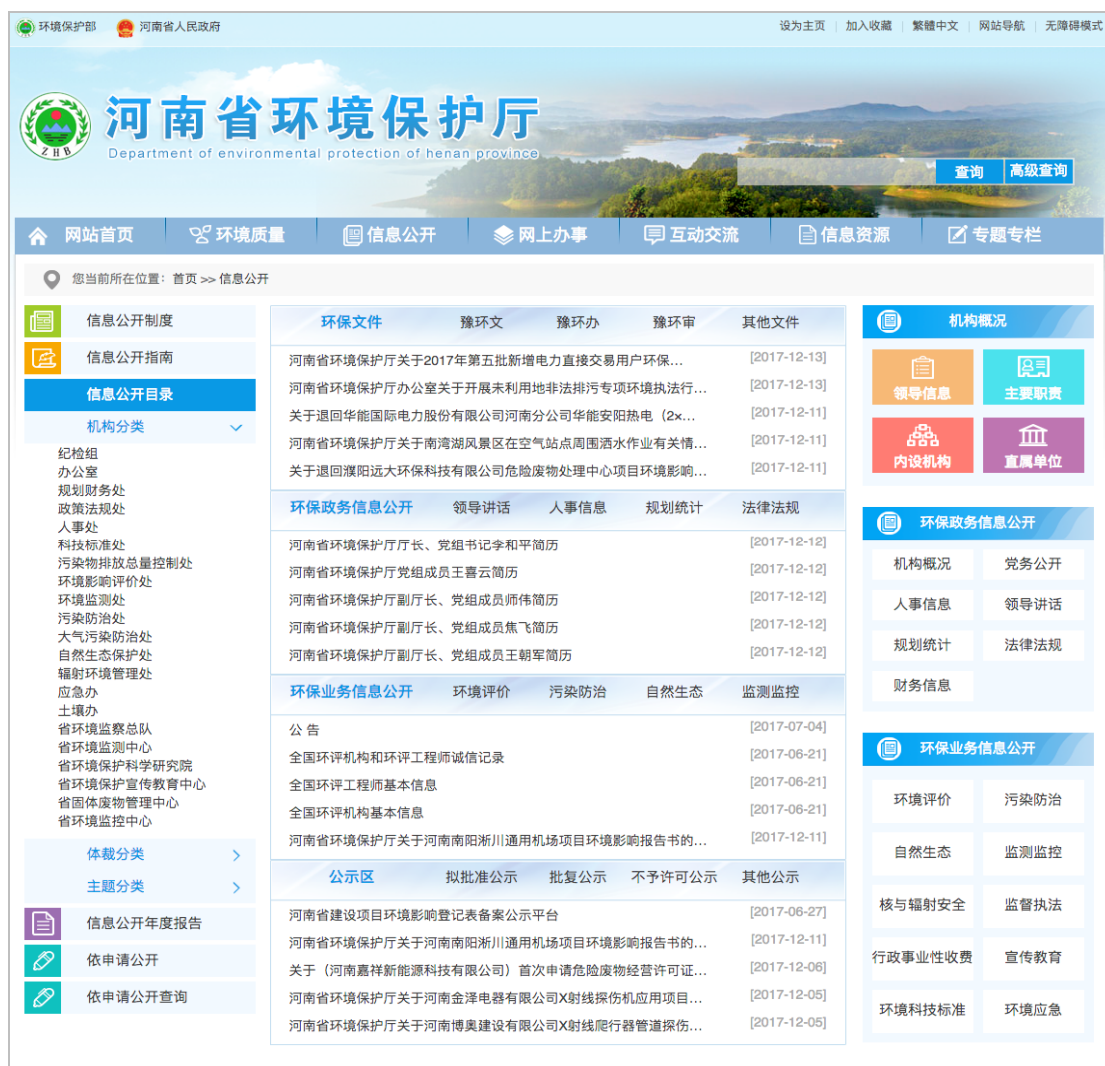 环境保护部 河南省人民政府 设为主页 加入收藏 繁體中文 网站导航 无障碍模式
河南省环境保护厅
Department of environmental protection of henan province
ZHB
查询 高级查询
网站首页 环境质量 信息公开 网上办事 互动交流 信息资源 专题专栏
您当前所在位置：首页 >> 信息公开
信息公开制度
信息公开指南
信息公开目录
机构分类
纪检组
办公室
规划财务处
政策法规处
人事处
科技标准处
污染物排放总量控制处
环境影响评价处
环境监测处
污染防治处
大气污染防治处
自然生态保护处
辐射环境管理处
应急办
土壤办
省环境监察总队
省环境监测中心
省环境保护科学研究院
省环境保护宣传教育中心
省固体废物管理中心
省环境监控中心
体裁分类
主题分类
信息公开年度报告
依申请公开
依申请公开查询
环保文件 豫环文 豫环办 豫环审 其他文件
河南省环境保护厅关于2017年第五批新增电力直接交易用户环保... [2017-12-13]
河南省环境保护厅办公室关于开展未利用地非法排污专项环境执法行... [2017-12-13]
关于退回华能国际电力股份有限公司河南分公司华能安阳热电（2×... [2017-12-11]
河南省环境保护厅关于南湾湖风景区在空气站点周围洒水作业有关情... [2017-12-11]
关于退回濮阳远大环保科技有限公司危险废物处理中心项目环境影响... [2017-12-11]
环保政务信息公开 领导讲话 人事信息 规划统计 法律法规
河南省环境保护厅厅长、党组书记李和平简历 [2017-12-12]
河南省环境保护厅党组成员王喜云简历 [2017-12-12]
河南省环境保护厅副厅长、党组成员师伟简历 [2017-12-12]
河南省环境保护厅副厅长、党组成员焦飞简历 [2017-12-12]
河南省环境保护厅副厅长、党组成员王朝军简历 [2017-12-12]
环保业务信息公开 环境评价 污染防治 自然生态 监测监控
公 告 [2017-07-04]
全国环评机构和环评工程师诚信记录 [2017-06-21]
全国环评工程师基本信息 [2017-06-21]
全国环评机构基本信息 [2017-06-21]
河南省环境保护厅关于河南南阳淅川通用机场项目环境影响报告书的... [2017-12-11]
公示区 拟批准公示 批复公示 不予许可公示 其他公示
河南省建设项目环境影响登记表备案公示平台 [2017-06-27]
河南省环境保护厅关于河南南阳淅川通用机场项目环境影响报告书的... [2017-12-11]
关于（河南嘉祥新能源科技有限公司）首次申请危险废物经营许可证... [2017-12-06]
河南省环境保护厅关于河南金泽电器有限公司X射线探伤机应用项目... [2017-12-05]
河南省环境保护厅关于河南博奥建设有限公司X射线爬行器管道探伤... [2017-12-05]
机构概况
领导信息 主要职责
内设机构 直属单位
环保政务信息公开
机构概况 党务公开
人事信息 领导讲话
规划统计 法律法规
财务信息
环保业务信息公开
环境评价 污染防治
自然生态 监测监控
核与辐射安全 监督执法
行政事业性收费 宣传教育
环境科技标准 环境应急